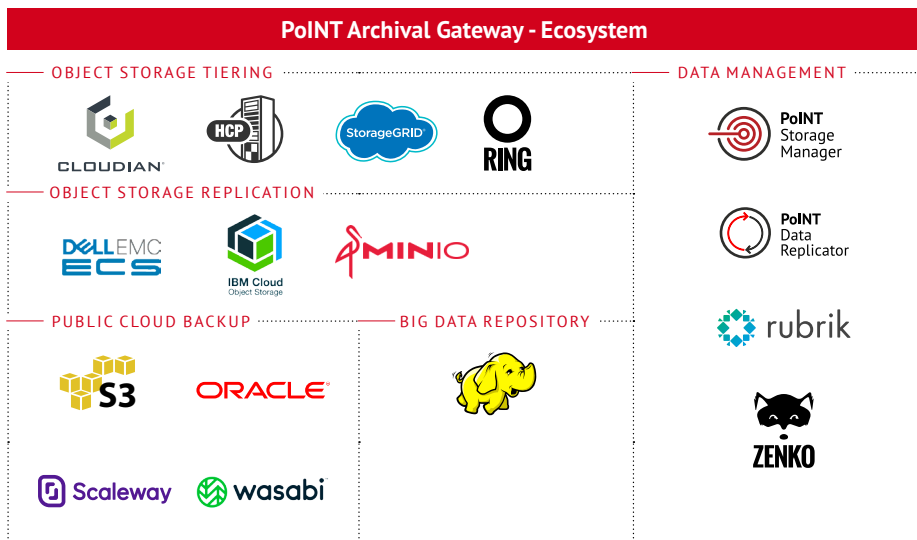 PoINT Archival Gateway - Ecosystem
OBJECT STORAGE TIERING
CLOUDIAN®
HCP
StorageGRID®
RING
OBJECT STORAGE REPLICATION
DELLEMC
ECS
IBM Cloud
Object Storage
MINIO
PUBLIC CLOUD BACKUP
S3
ORACLE®
Scaleway
wasabi
BIG DATA REPOSITORY
DATA MANAGEMENT
PoINT
Storage
Manager
PoINT
Data
Replicator
rubrik
ZENKO